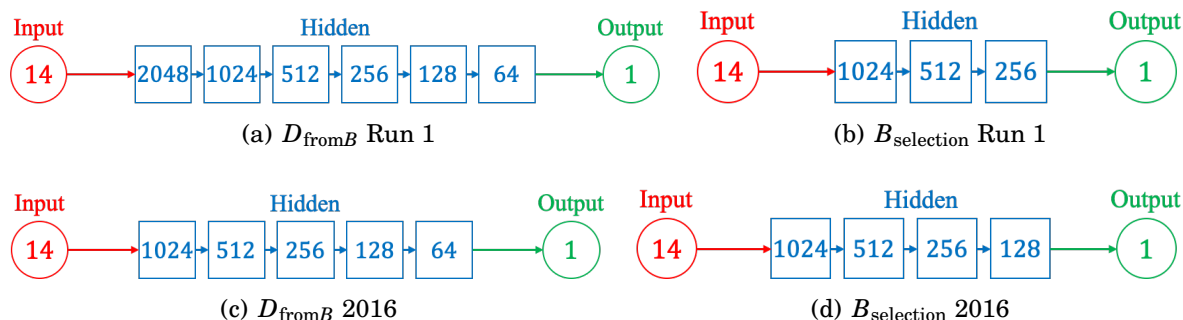 Input Hidden Output
14 2048 1024 512 256 128 64 1
(a) D_fromB Run 1
Input Hidden Output
14 1024 512 256 1
(b) B_selection Run 1
Input Hidden Output
14 1024 512 256 128 64 1
(c) D_fromB 2016
Input Hidden Output
14 1024 512 256 128 1
(d) B_selection 2016